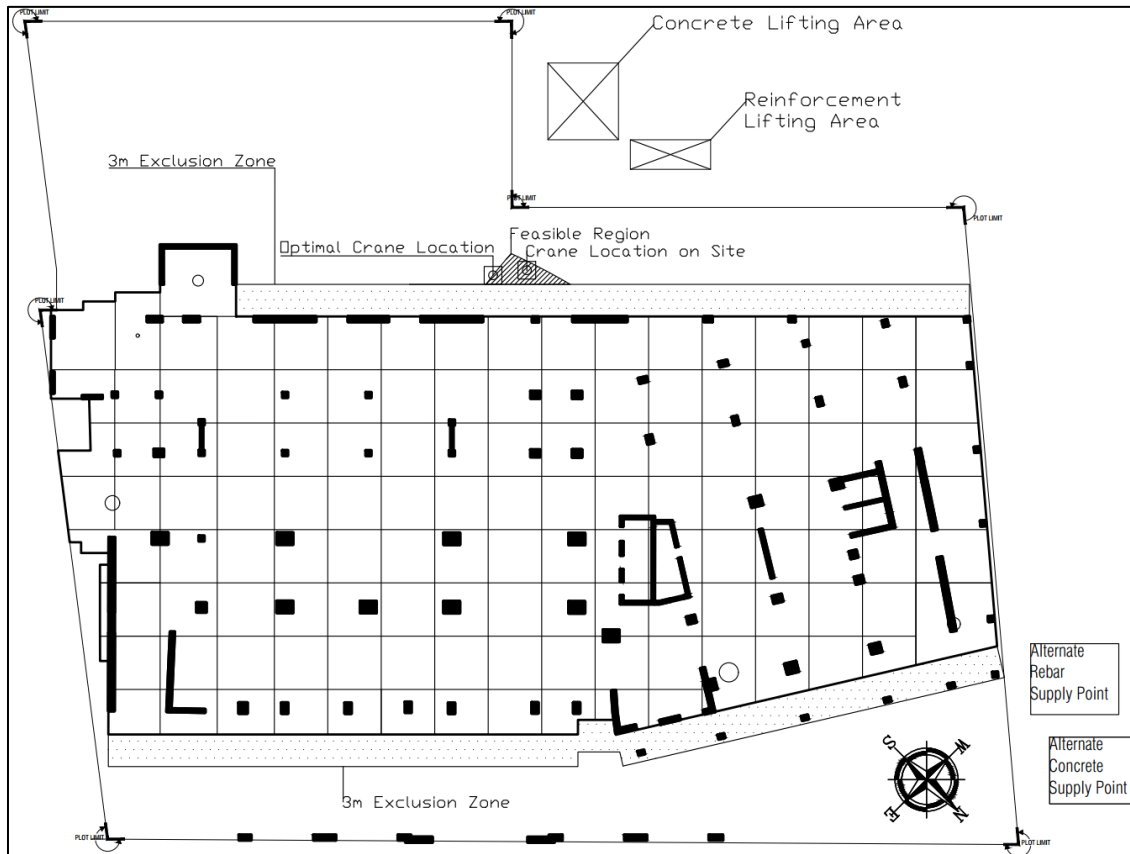 PLOT LIMIT
PLOT LIMIT
Concrete Lifting Area
Reinforcement
Lifting Area
3m Exclusion Zone
PLOT LIMIT
PLOT LIMIT
Feasible Region
Optimal Crane Location
Crane Location on Site
PLOT LIMIT
Alternate
Rebar
Supply Point
Alternate
Concrete
Supply Point
S
W
E
N
3m Exclusion Zone
PLOT LIMIT
PLOT LIMIT